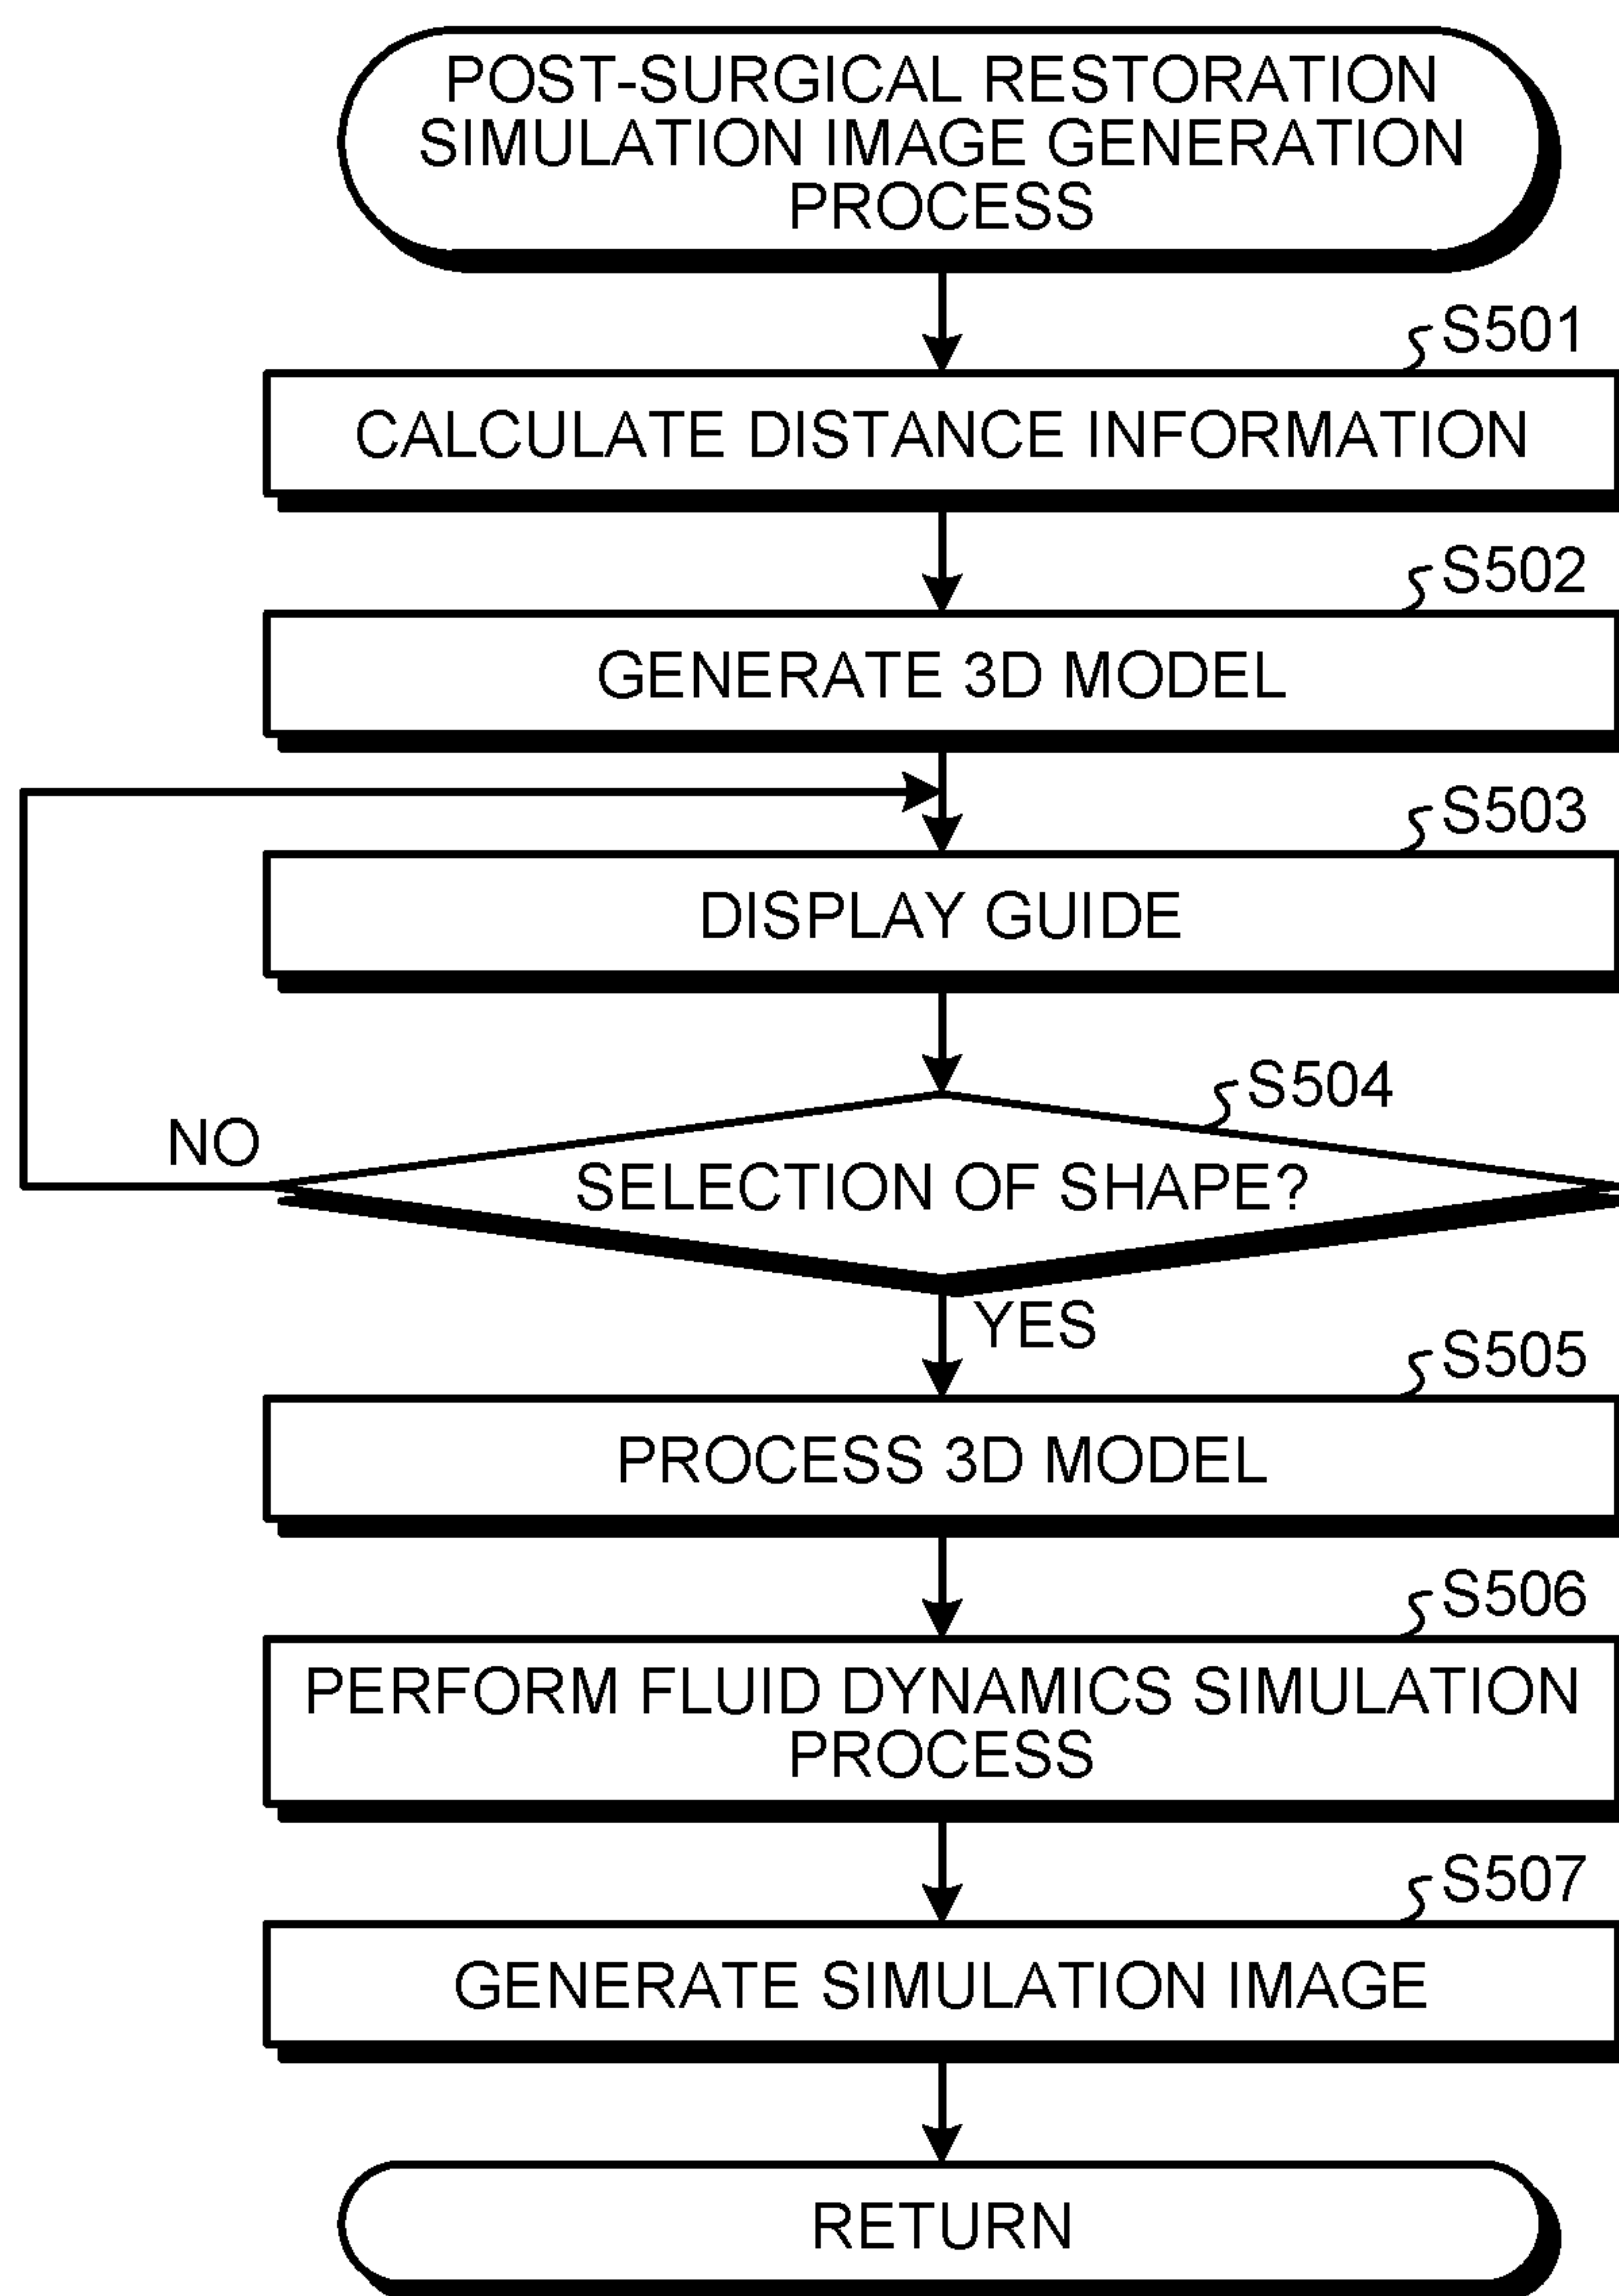 POST-SURGICAL RESTORATION
SIMULATION IMAGE GENERATION
PROCESS
S501
CALCULATE DISTANCE INFORMATION
S502
GENERATE 3D MODEL
S503
DISPLAY GUIDE
S504
NO
SELECTION OF SHAPE?
YES
S505
PROCESS 3D MODEL
S506
PERFORM FLUID DYNAMICS SIMULATION
PROCESS
S507
GENERATE SIMULATION IMAGE
RETURN